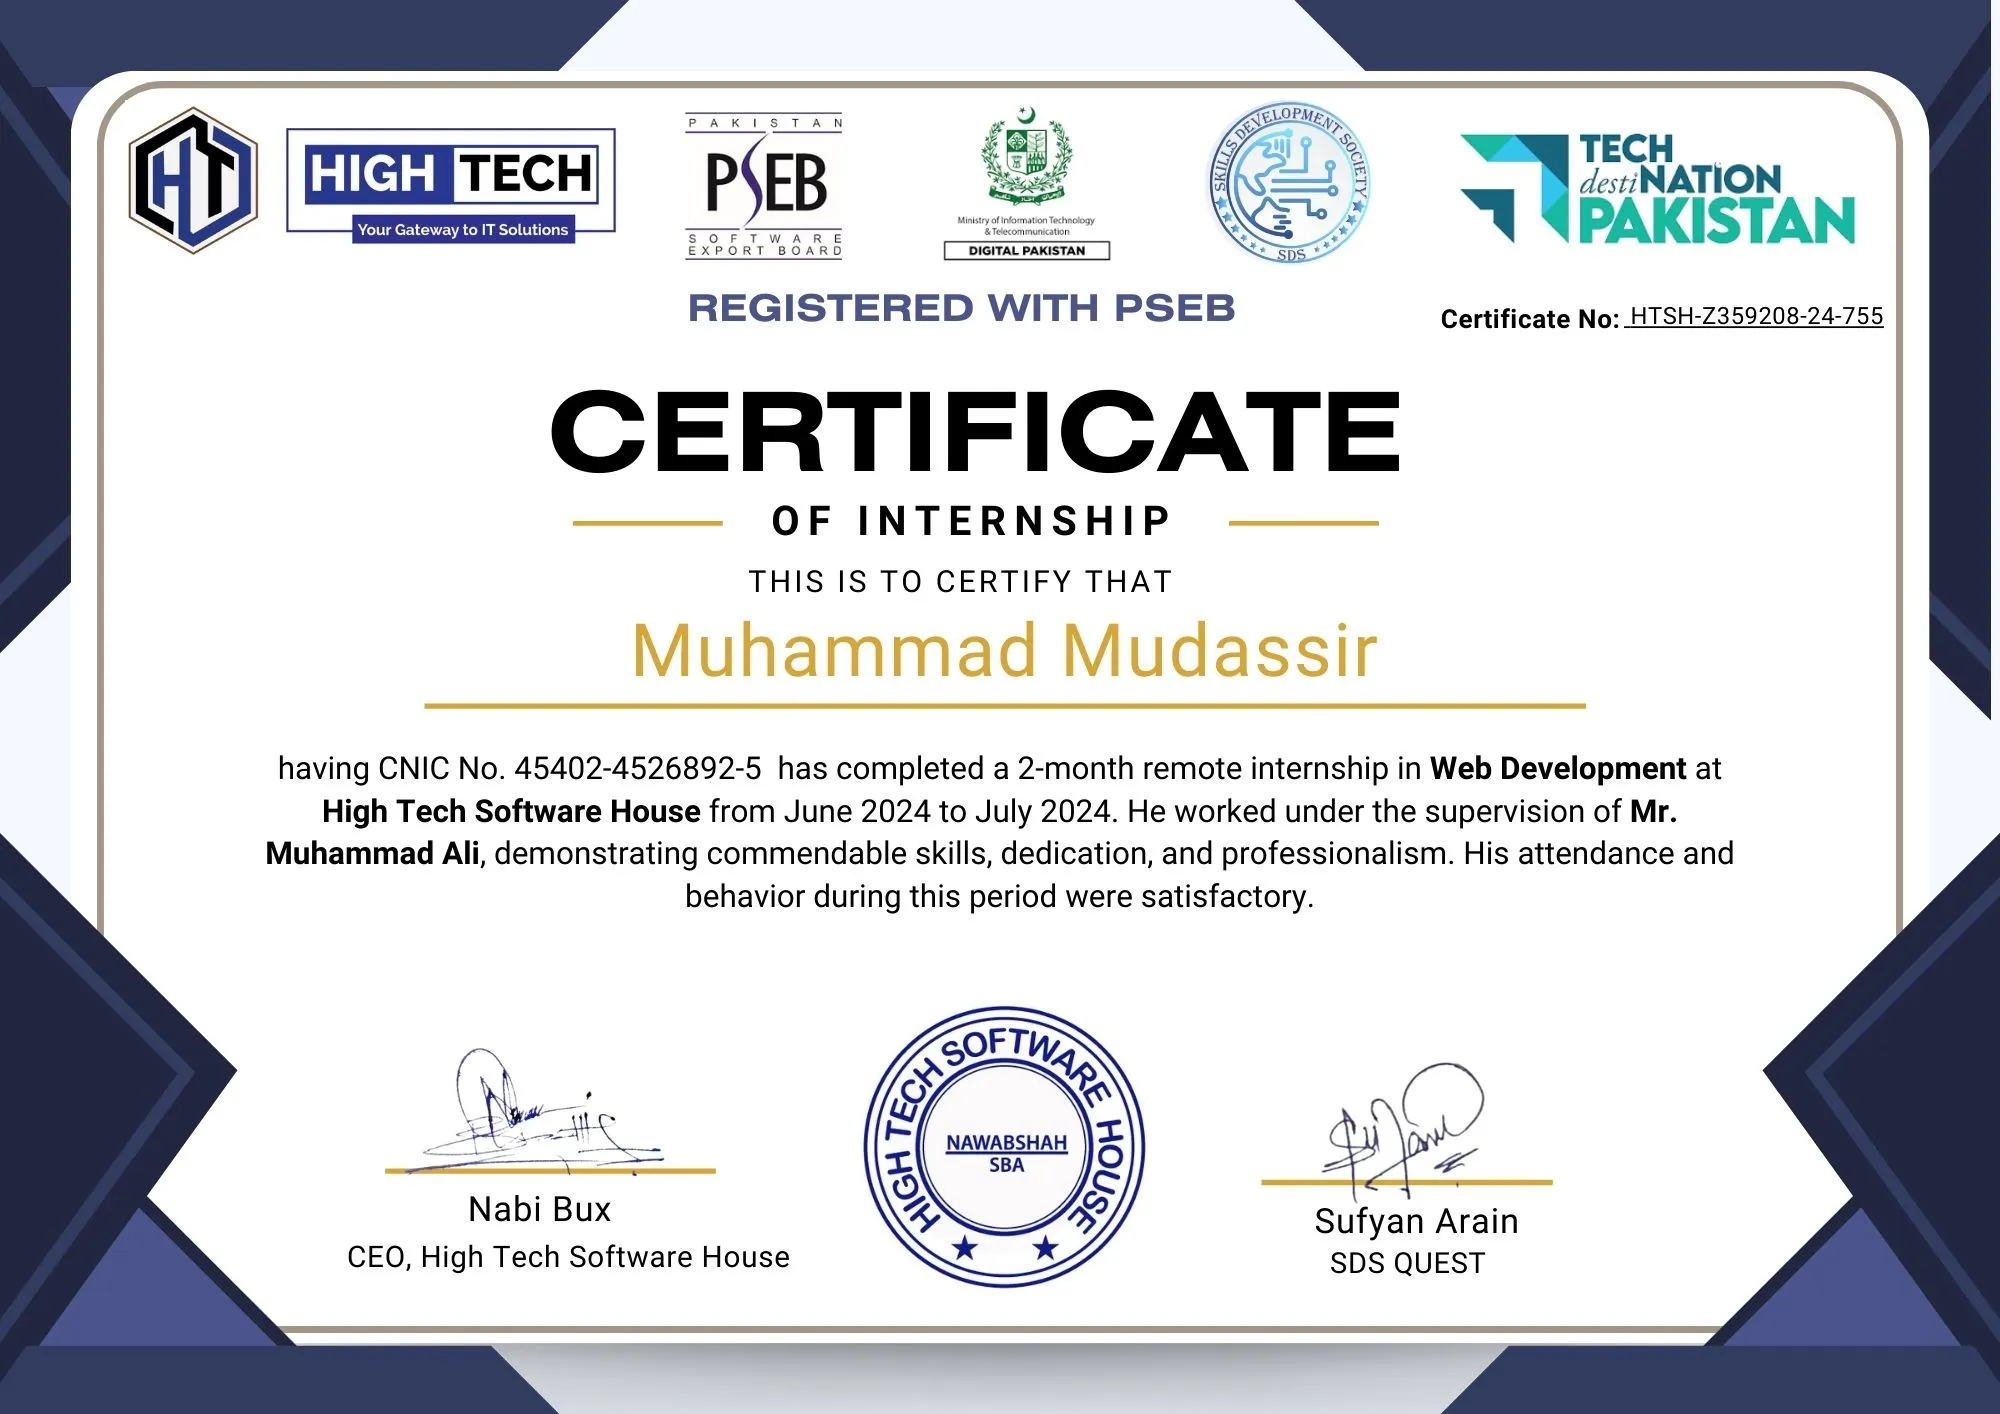 HIGH TECH
Your Gateway to IT Solutions
PAKISTAN
PSEB
SOFTWARE
EXPORT BOARD
Ministry of Information Technology
& Telecommunication
DIGITAL PAKISTAN
SKILLS DEVELOPMENT SOCIETY
SDS
TECH
destiNATION
PAKISTAN
REGISTERED WITH PSEB
Certificate No: HTSH-Z359208-24-755
CERTIFICATE
OF INTERNSHIP
THIS IS TO CERTIFY THAT
Muhammad Mudassir
having CNIC No. 45402-4526892-5 has completed a 2-month remote internship in Web Development at
High Tech Software House from June 2024 to July 2024. He worked under the supervision of Mr.
Muhammad Ali, demonstrating commendable skills, dedication, and professionalism. His attendance and
behavior during this period were satisfactory.
HIGH TECH SOFTWARE HOUSE
NAWABSHAH
SBA
Nabi Bux
CEO, High Tech Software House
Sufyan Arain
SDS QUEST